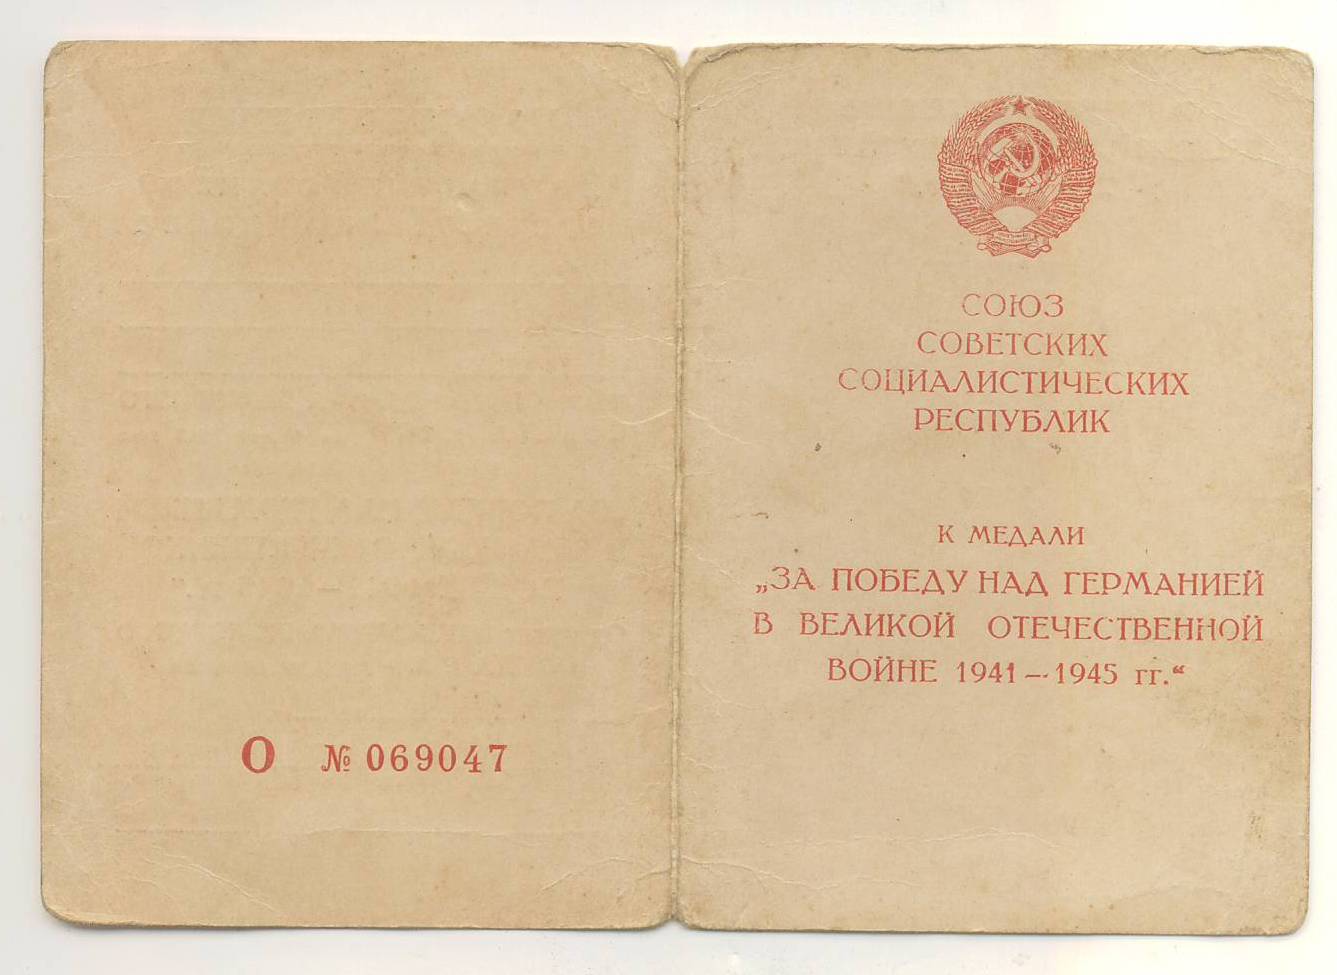 О № 069047
СОЮЗ
СОВЕТСКИХ
СОЦИАЛИСТИЧЕСКИХ
РЕСПУБЛИК
К МЕДАЛИ
„ЗА ПОБЕДУ НАД ГЕРМАНИЕЙ
В ВЕЛИКОЙ ОТЕЧЕСТВЕННОЙ
ВОЙНЕ 1941 — 1945 гг.“